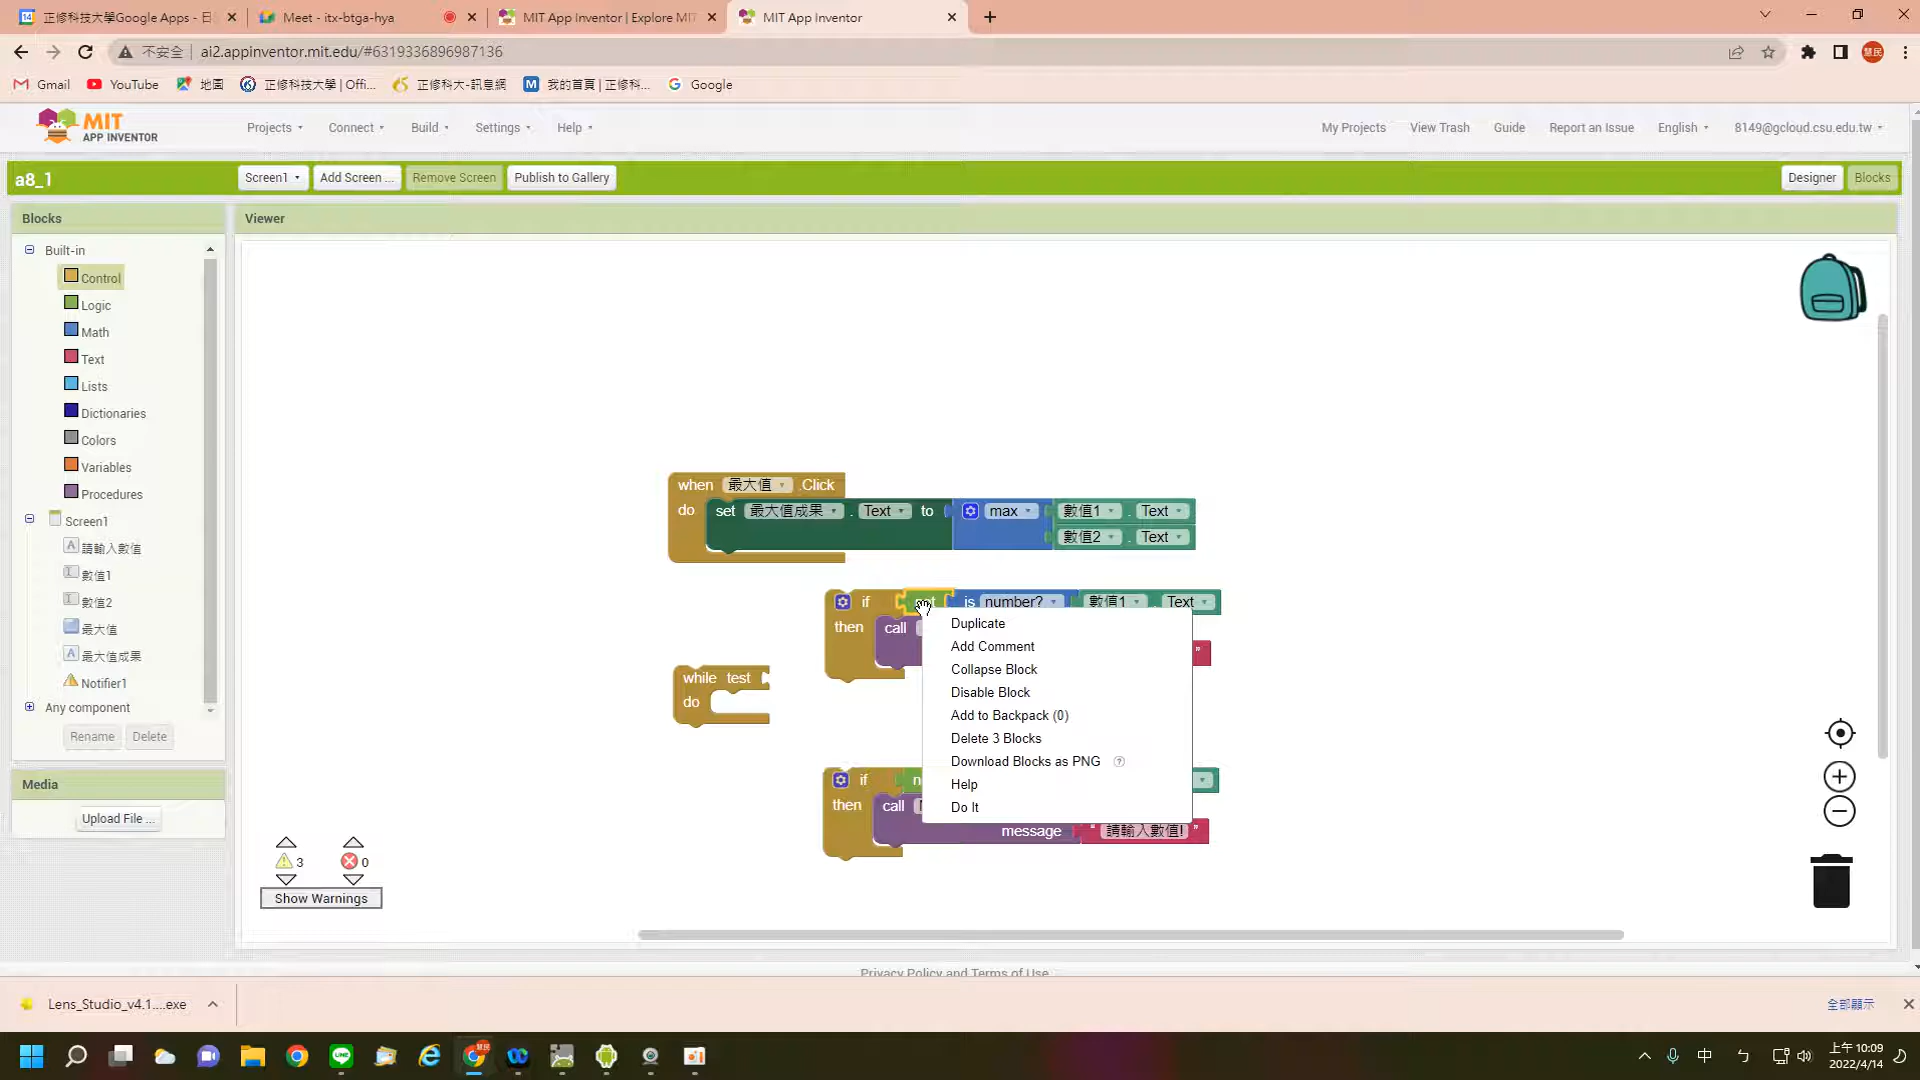 正修科技大學Google Apps - 日
Meet - itx-btga-hya
MIT App Inventor | Explore MIT
MIT App Inventor
不安全
ai2.appinventor.mit.edu/#6319336896987136
慧民
Gmail
YouTube
地圖
正修科技大學 | Offi...
正修科大-訊息網
我的首頁 | 正修科...
Google
MIT
APP INVENTOR
Projects
Connect
Build
Settings
Help
My Projects
View Trash
Guide
Report an Issue
English
8149@gcloud.csu.edu.tw
a8_1
Screen1
Add Screen ...
Remove Screen
Publish to Gallery
Designer
Blocks
Blocks
Viewer
Built-in
Control
Logic
Math
Text
Lists
Dictionaries
Colors
Variables
Procedures
Screen1
請輸入數值
數值1
數值2
最大值
最大值成果
Notifier1
Any component
Rename
Delete
Media
Upload File ...
when 最大值 .Click
do set 最大值成果 . Text to max 數值1 . Text
數值2 . Text
if is number? 數值1 . Text
then call
"
while test
do
Duplicate
Add Comment
Collapse Block
Disable Block
Add to Backpack (0)
Delete 3 Blocks
Download Blocks as PNG ?
Help
Do It
if
then call
message " 請輸入數值! "
3
0
Show Warnings
Privacy Policy and Terms of Use
Lens_Studio_v4.1....exe
全部顯示
中
ㄅ
上午 10:09
2022/4/14